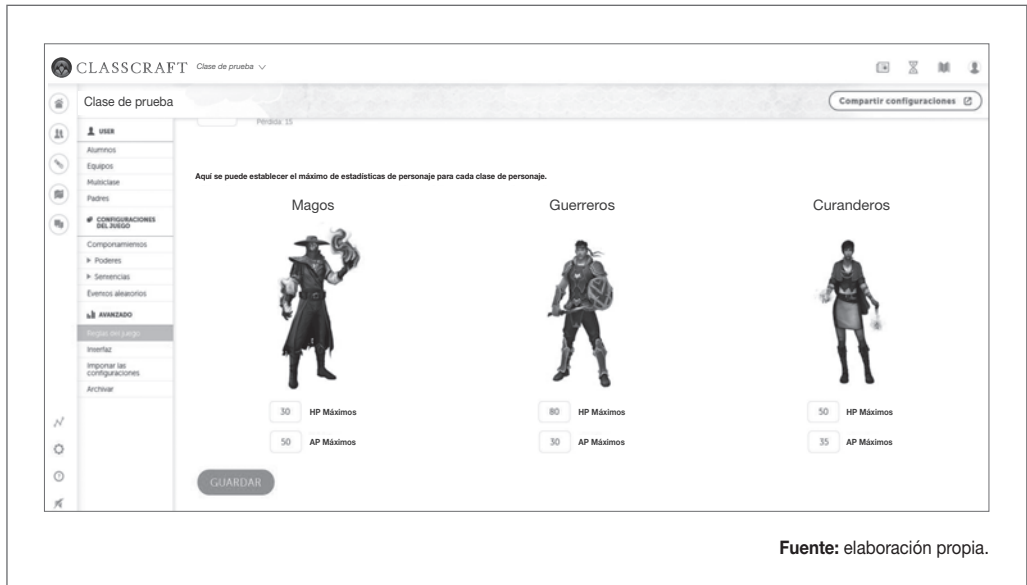 CLASSCRAFT Clase de prueba
Clase de prueba
Compartir configuraciones
Pérdida: 15
USER
Alumnos
Equipos
Multiclase
Padres
CONFIGURACIONES
DEL JUEGO
Comportamientos
Poderes
Sentencias
Eventos aleatorios
AVANZADO
Reglas del juego
Interfaz
Importar las
configuraciones
Archivar
Aquí se puede establecer el máximo de estadísticas de personaje para cada clase de personaje.
Magos Guerreros Curanderos
30 HP Máximos 80 HP Máximos 50 HP Máximos
50 AP Máximos 30 AP Máximos 35 AP Máximos
GUARDAR
Fuente: elaboración propia.